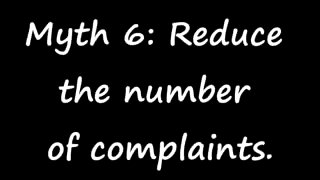 Myth 6: Reduce
the number
of complaints.